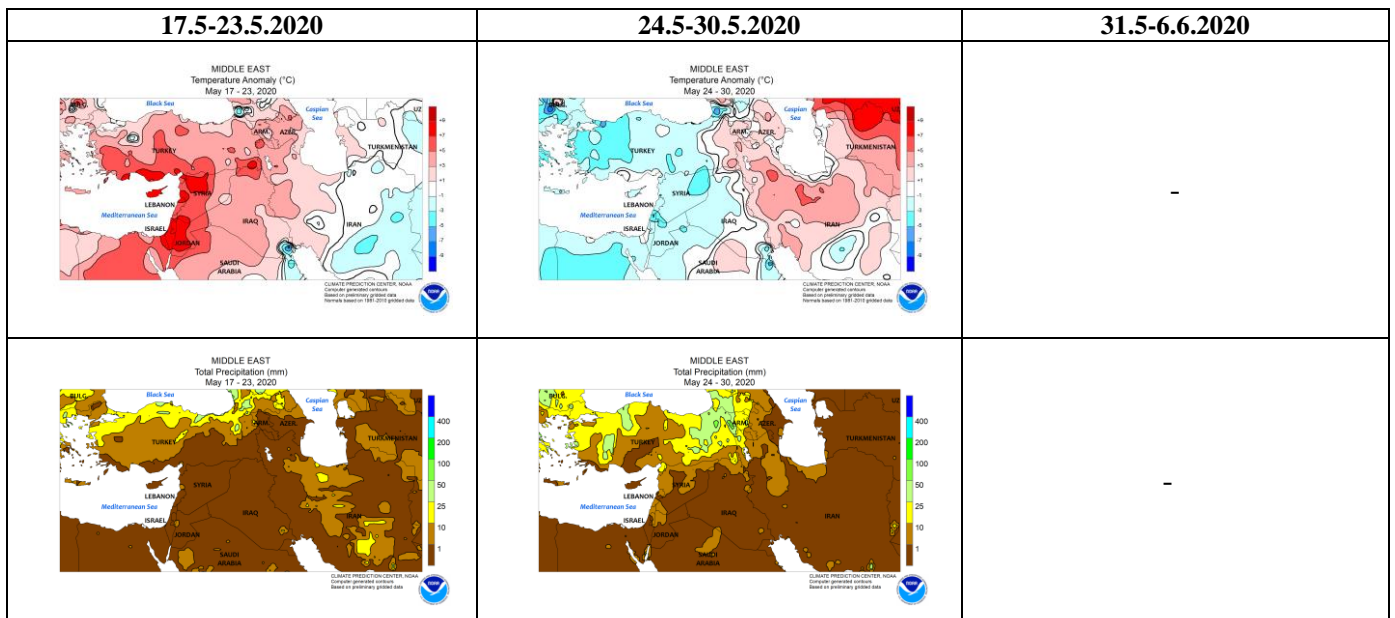 17.5-23.5.2020
24.5-30.5.2020
31.5-6.6.2020
MIDDLE EAST
Temperature Anomaly (°C)
May 17 - 23, 2020
BULG.
Black Sea
Caspian
Sea
UZ
ARM.
AZER.
TURKEY
TURKMENISTAN
SYRIA
LEBANON
Mediterranean Sea
ISRAEL
IRAQ
IRAN
JORDAN
SAUDI
ARABIA
CLIMATE PREDICTION CENTER, NOAA
Computer generated contours
Based on preliminary gridded data
Normals based on 1981-2010 gridded data
MIDDLE EAST
Temperature Anomaly (°C)
May 24 - 30, 2020
Black Sea
Caspian
Sea
ARM.
AZER.
TURKEY
TURKMENISTAN
SYRIA
LEBANON
Mediterranean Sea
ISRAEL
IRAQ
IRAN
JORDAN
SAUDI
ARABIA
CLIMATE PREDICTION CENTER, NOAA
Computer generated contours
Based on preliminary gridded data
Normals based on 1981-2010 gridded data
-
MIDDLE EAST
Total Precipitation (mm)
May 17 - 23, 2020
BULG.
Black Sea
Caspian
Sea
ARM.
AZER.
TURKEY
TURKMENISTAN
SYRIA
LEBANON
Mediterranean Sea
ISRAEL
IRAQ
IRAN
JORDAN
SAUDI
ARABIA
400
200
100
50
25
10
1
CLIMATE PREDICTION CENTER, NOAA
Computer generated contours
Based on preliminary gridded data
MIDDLE EAST
Total Precipitation (mm)
May 24 - 30, 2020
BULG.
Black Sea
Caspian
Sea
ARM.
AZER.
TURKEY
TURKMENISTAN
SYRIA
LEBANON
Mediterranean Sea
ISRAEL
IRAQ
IRAN
JORDAN
SAUDI
ARABIA
400
200
100
50
25
10
1
CLIMATE PREDICTION CENTER, NOAA
Computer generated contours
Based on preliminary gridded data
-